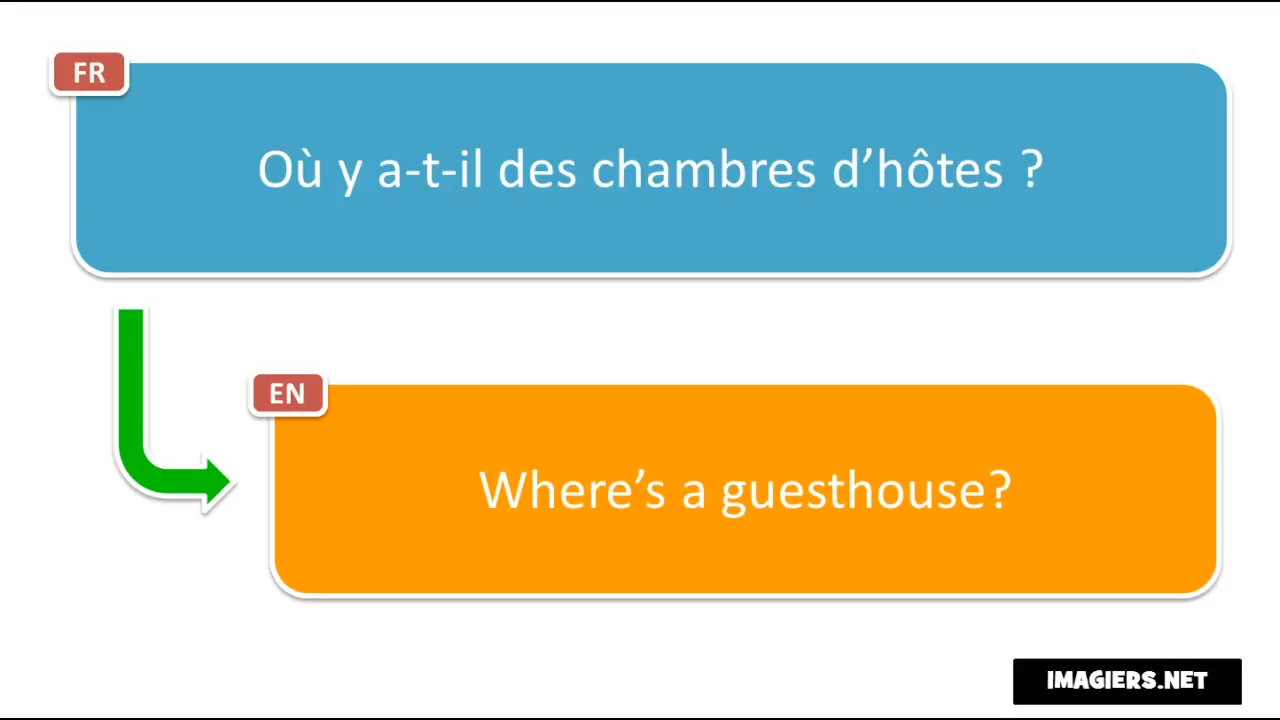 FR
Où y a-t-il des chambres d’hôtes ?
EN
Where’s a guesthouse?
IMAGIERS.NET